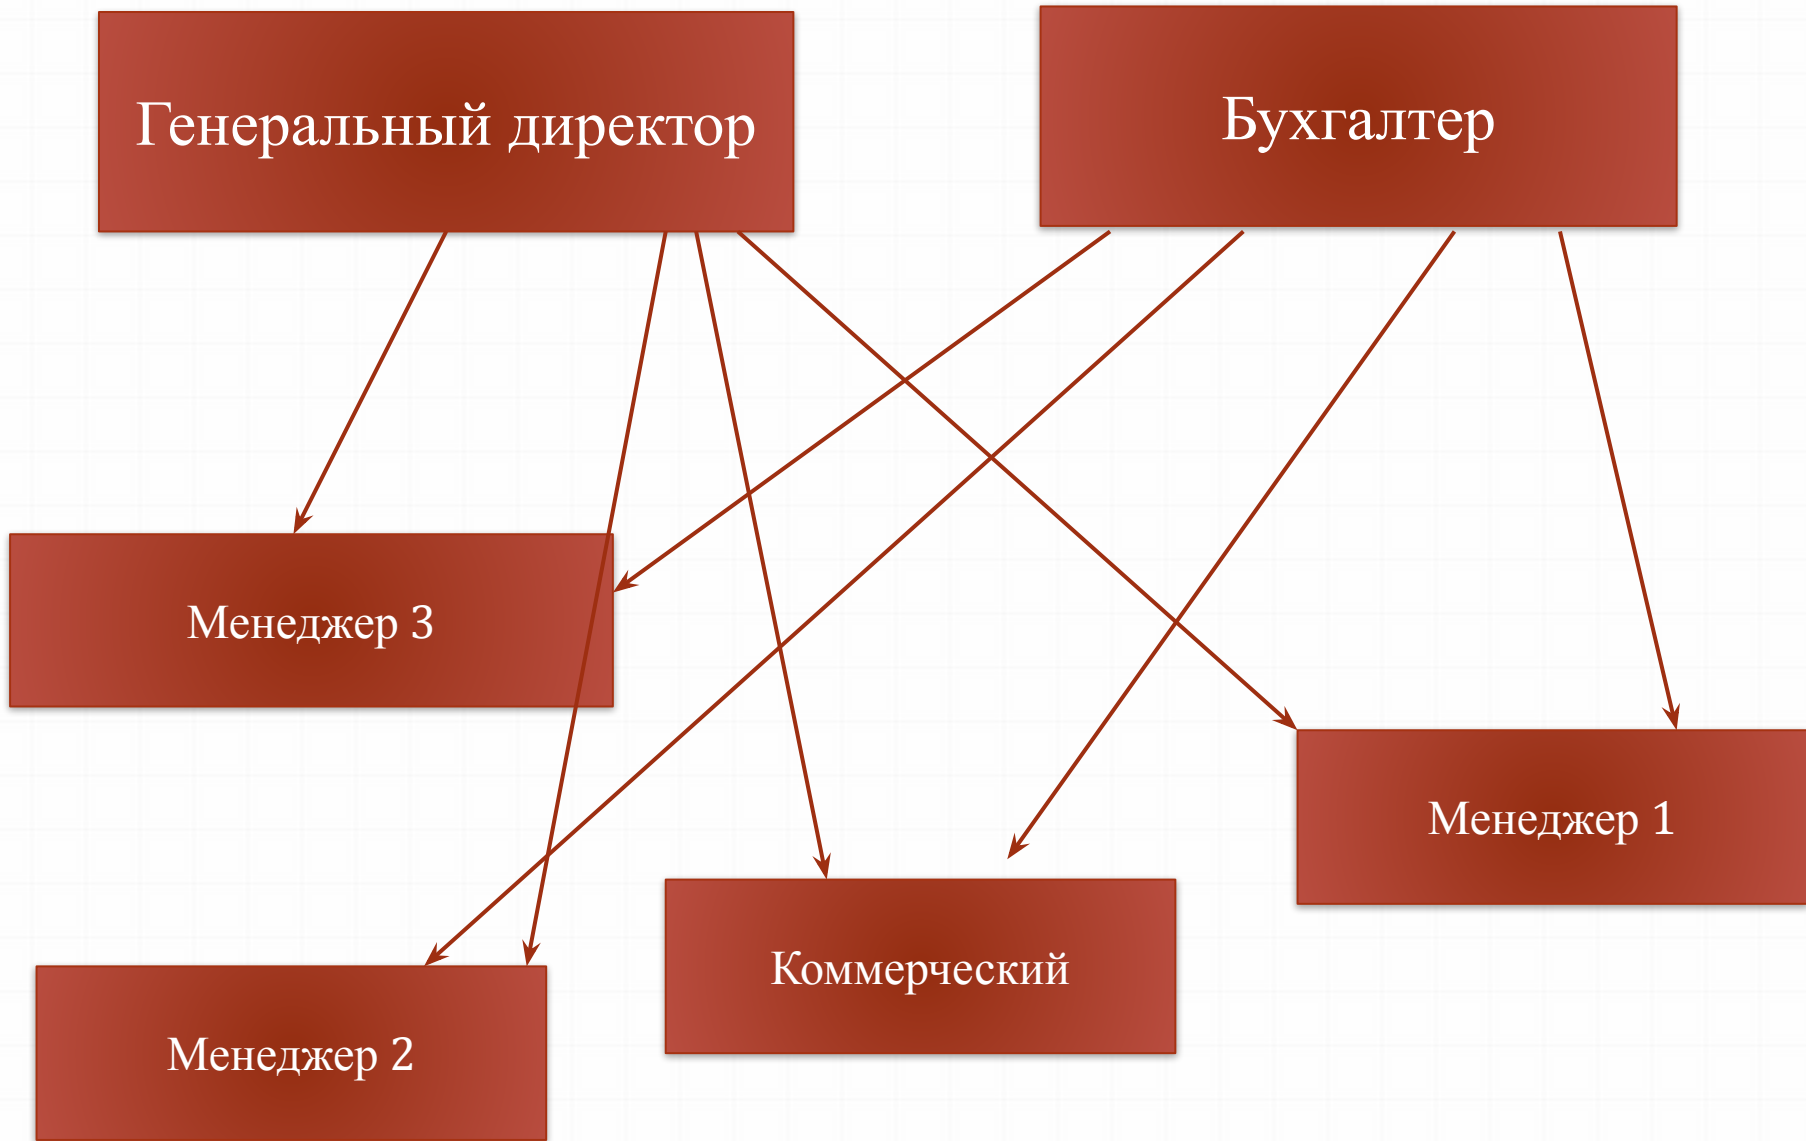 Генеральный директор
Бухгалтер
Менеджер 3
Менеджер 1
Коммерческий
Менеджер 2